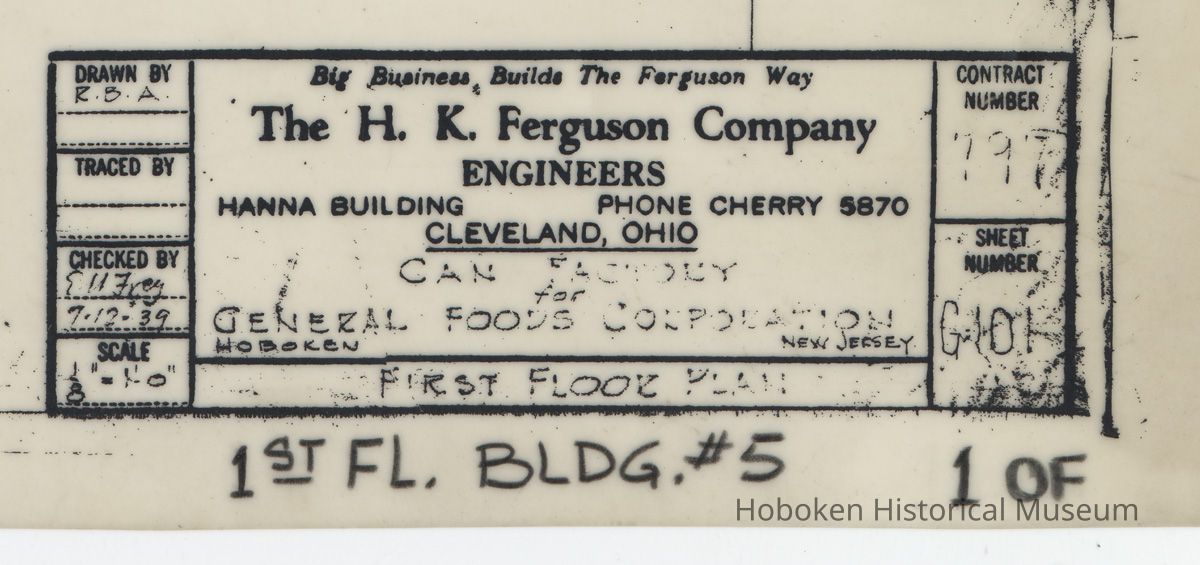 DRAWN BY
R.B.A.
TRACED BY
CHECKED BY
7-12-39
SCALE
1/8" = 1'-0"
Big Business Builds The Ferguson Way
The H. K. Ferguson Company
ENGINEERS
HANNA BUILDING PHONE CHERRY 5870
CLEVELAND, OHIO
CAN FACTORY
for
GENERAL FOODS CORPORATION
HOBOKEN NEW JERSEY
FIRST FLOOR PLAN
CONTRACT
NUMBER
797
SHEET
NUMBER
1ST FL. BLDG. #5
1 OF
Hoboken Historical Museum